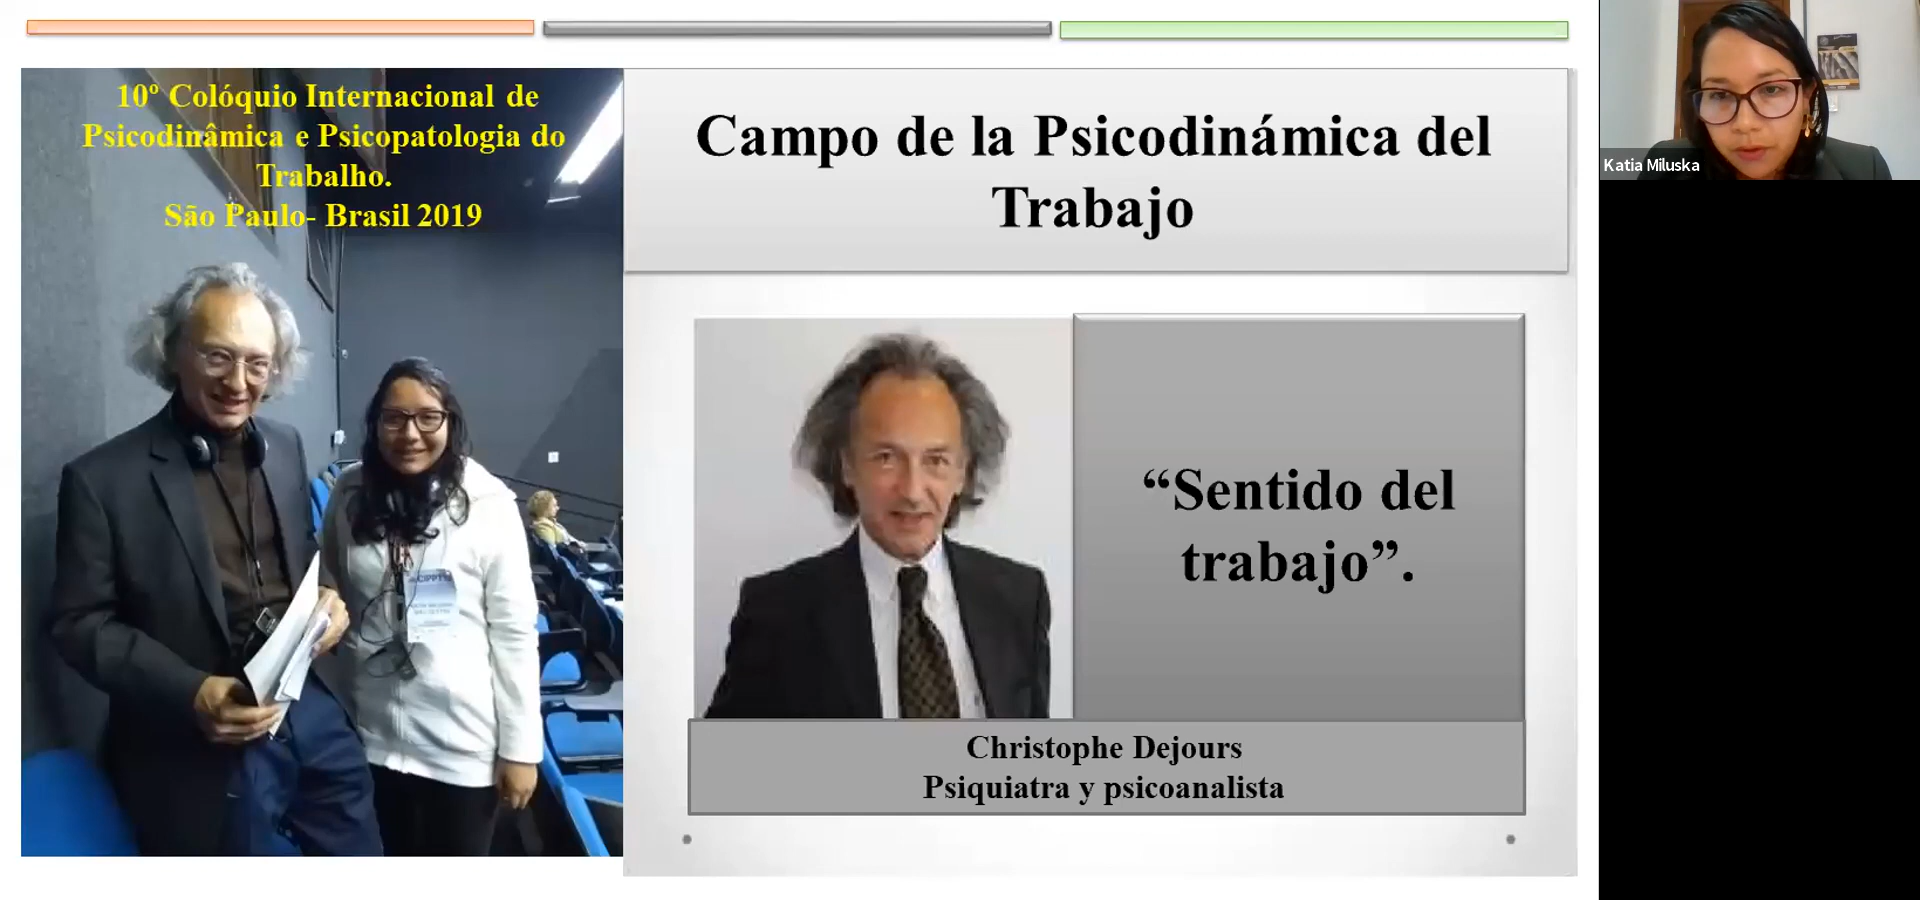 10º Colóquio Internacional de
Psicodinâmica e Psicopatologia do
Trabalho.
São Paulo- Brasil 2019
Campo de la Psicodinámica del
Trabajo
“Sentido del
trabajo”.
Christophe Dejours
Psiquiatra y psicoanalista
Katia Miluska